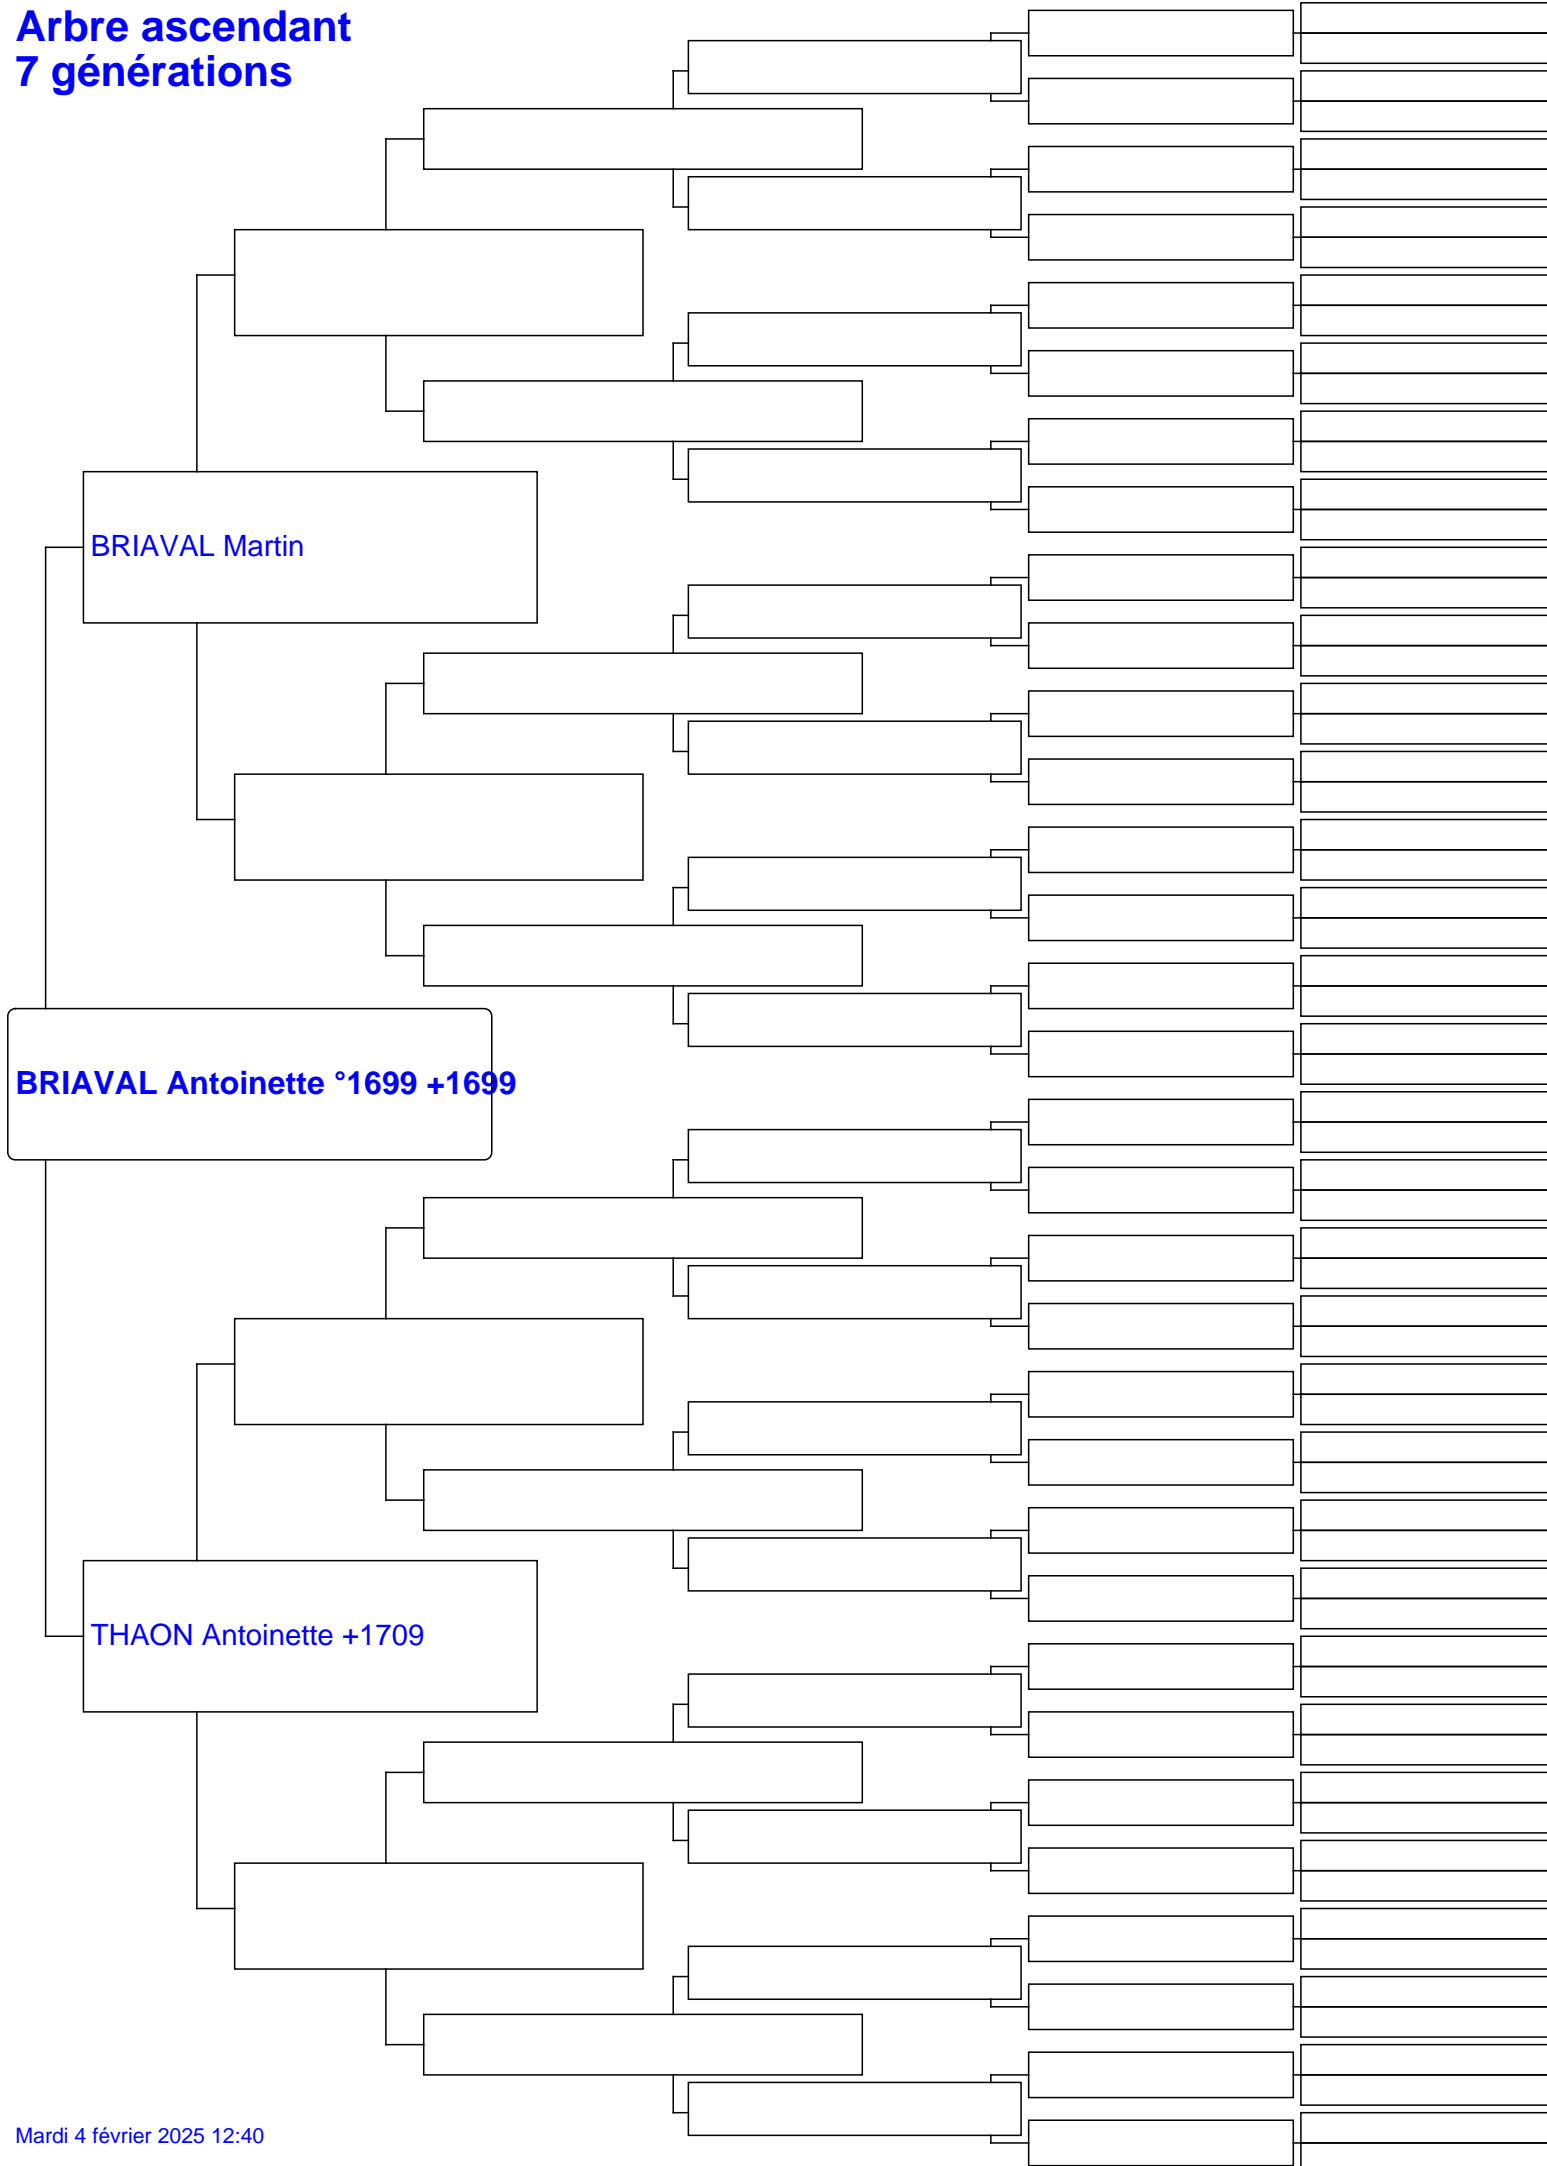 Arbre ascendant
7 générations
BRIAVAL Martin
BRIAVAL Antoinette °1699 +1699
THAON Antoinette +1709
Mardi 4 février 2025 12:40